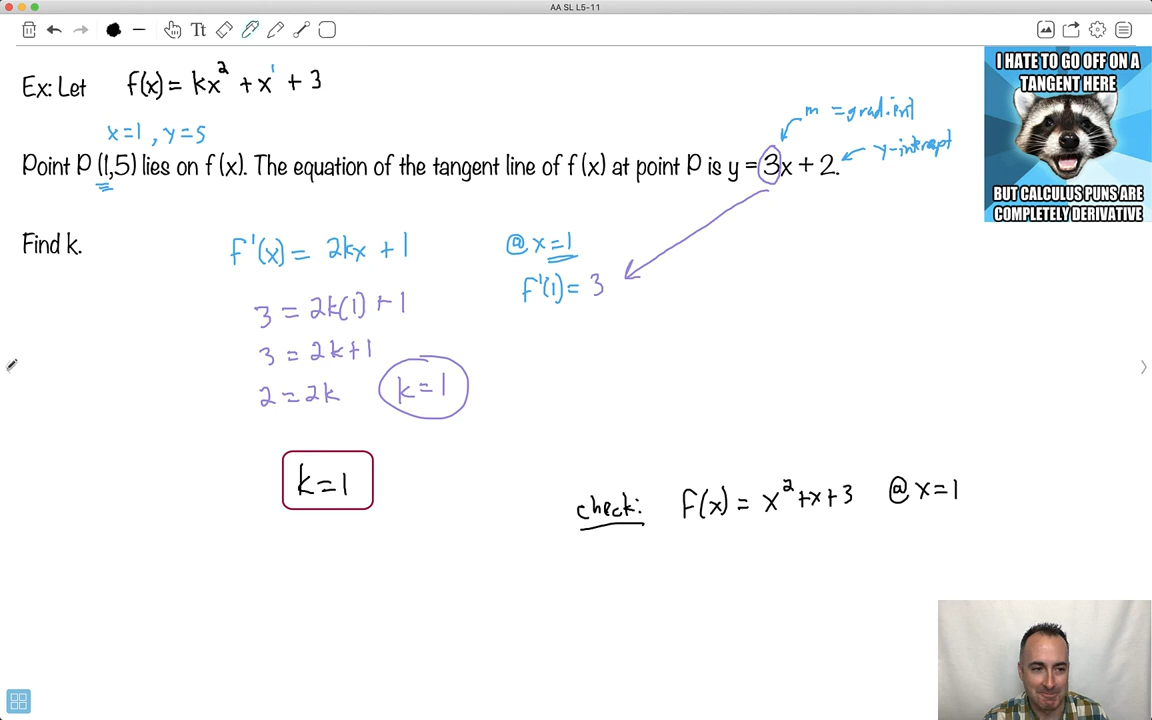 AA SL L5-11
Tt
I HATE TO GO OFF ON A
TANGENT HERE
BUT CALCULUS PUNS ARE
COMPLETELY DERIVATIVE
Ex: Let f(x) = kx² + x¹ + 3
x=1, y=5
m = gradient
y-intercept
Point P (1,5) lies on f(x). The equation of the tangent line of f(x) at point P is y = 3x + 2.
Find k.
f'(x) = 2kx + 1
@ x=1
f'(1) = 3
3 = 2k(1) + 1
3 = 2k+1
2 = 2k
k=1
k=1
check: f(x) = x²+x+3 @ x=1